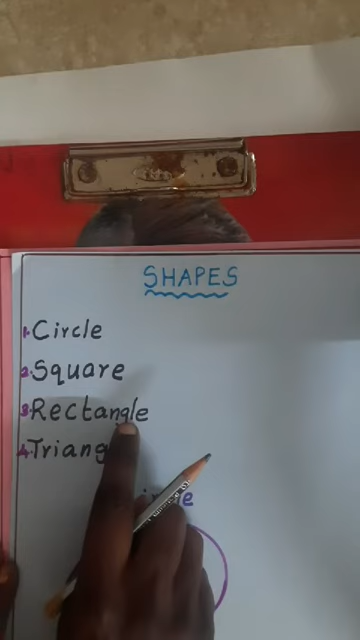 SHAPES
1. Circle
2. Square
3. Rectangle
4. Triang